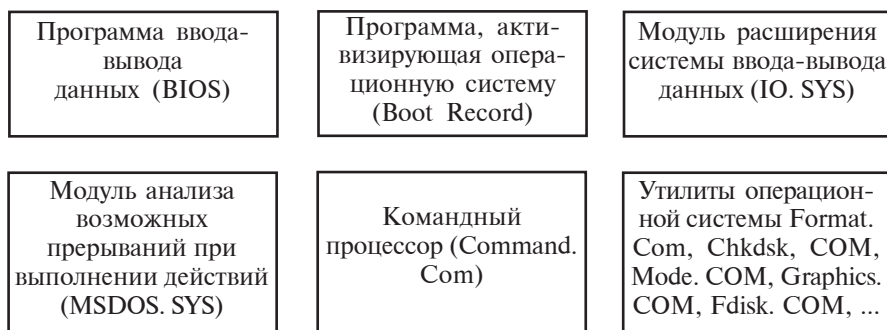 Программа ввода-
вывода
данных (BIOS)
Программа, акти-
визирующая опера-
ционную систему
(Boot Record)
Модуль расширения
системы ввода-вывода
данных (IO. SYS)
Модуль анализа
возможных
прерываний при
выполнении действий
(MSDOS. SYS)
Командный
процессор (Command.
Com)
Утилиты операцион-
ной системы Format.
Com, Chkdsk, COM,
Mode. COM, Graphics.
COM, Fdisk. COM, ...